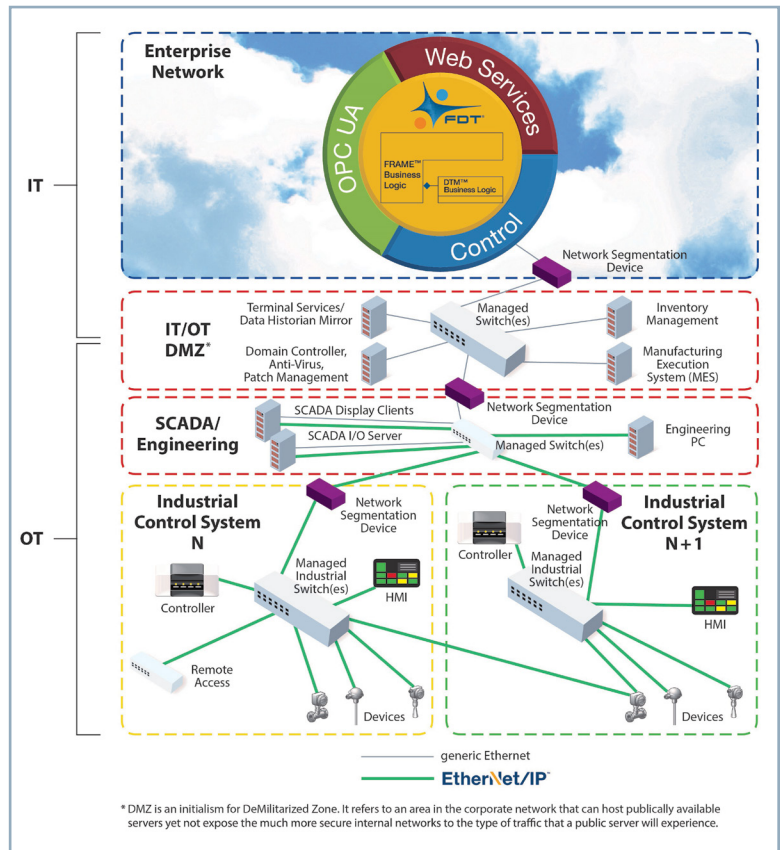 Enterprise
Network
Web Services
OPC UA
Control
FDT®
FRAME™
Business
Logic
DTM™
Business Logic
IT
Network Segmentation
Device
Terminal Services/
Data Historian Mirror
Managed
Switch(es)
Inventory
Management
IT/OT
DMZ*
Domain Controller,
Anti-Virus,
Patch Management
Manufacturing
Execution
System (MES)
SCADA/
Engineering
SCADA Display Clients
Network Segmentation
Device
SCADA I/O Server
Managed Switch(es)
Engineering
PC
OT
Industrial
Control System
N
Network
Segmentation
Device
Managed
Industrial
Switch(es)
Controller
HMI
Remote
Access
Devices
Industrial
Control System
N + 1
Network
Segmentation
Device
Controller
Managed
Industrial
Switch(es)
HMI
Devices
generic Ethernet
EtherNet/IP™
* DMZ is an initialism for DeMilitarized Zone. It refers to an area in the corporate network that can host publically available
servers yet not expose the much more secure internal networks to the type of traffic that a public server will experience.